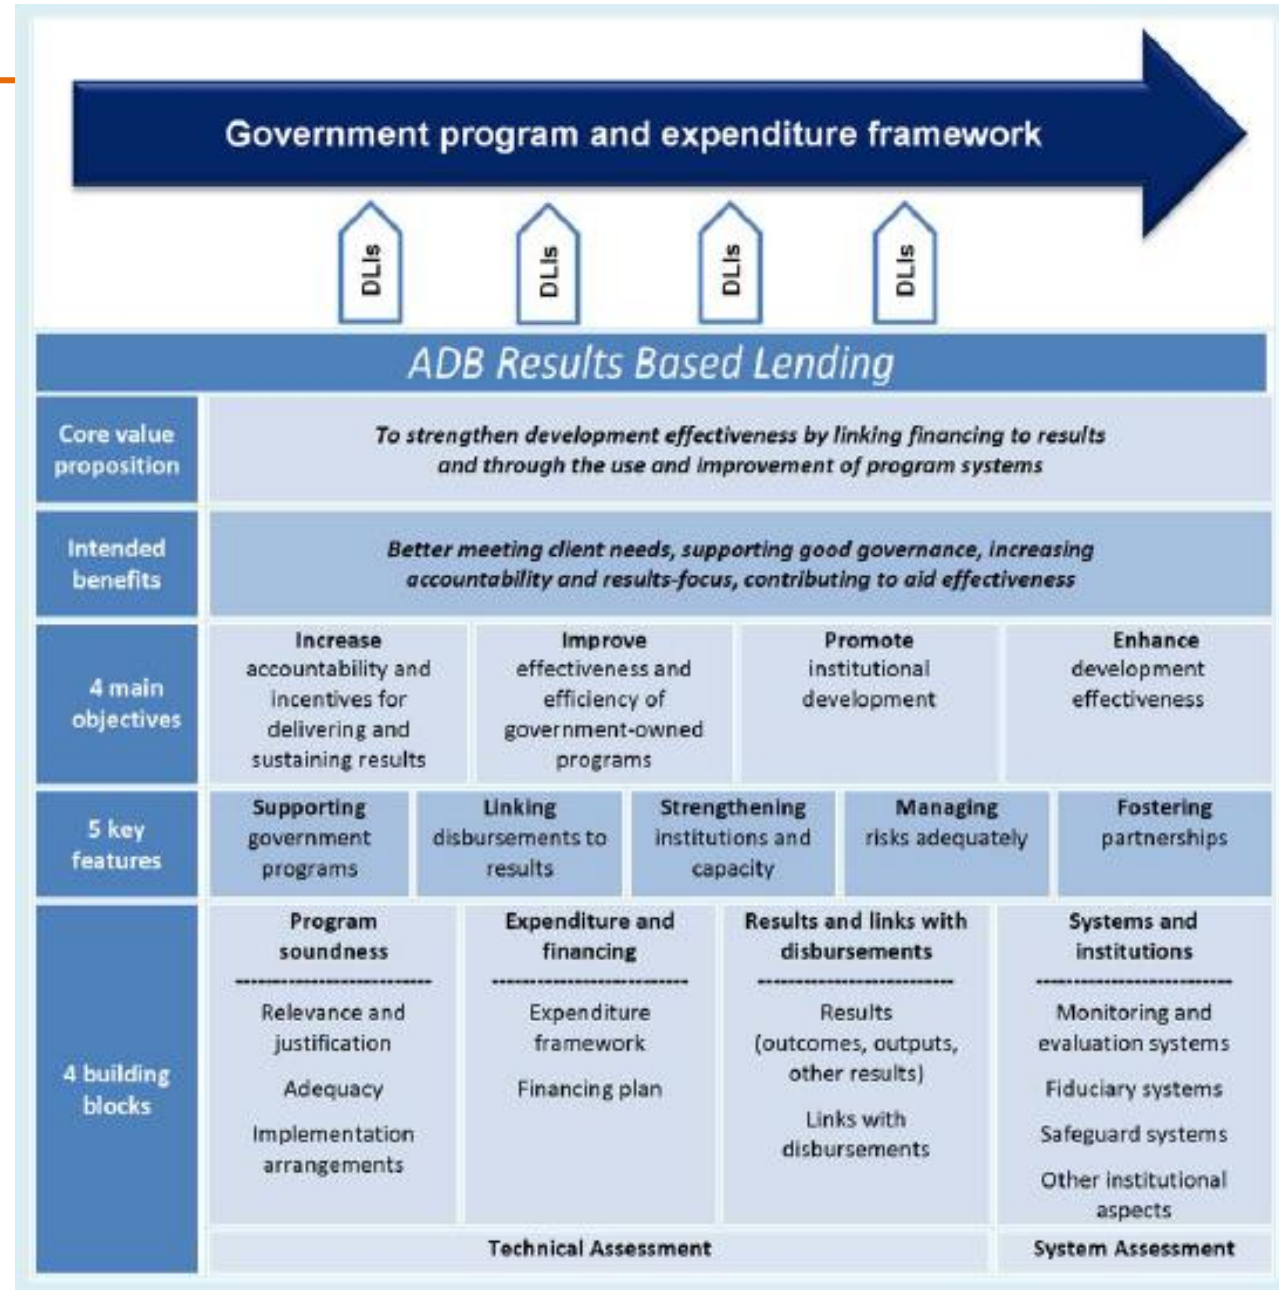 Government program and expenditure framework
DLIs
DLIs
DLIs
DLIs
ADB Results Based Lending
Core value
proposition
To strengthen development effectiveness by linking financing to results
and through the use and improvement of program systems
Intended
benefits
Better meeting client needs, supporting good governance, increasing
accountability and results-focus, contributing to aid effectiveness
4 main
objectives
Increase
accountability and
incentives for
delivering and
sustaining results
Improve
effectiveness and
efficiency of
government-owned
programs
Promote
institutional
development
Enhance
development
effectiveness
5 key
features
Supporting
government
programs
Linking
disbursements to
results
Strengthening
institutions and
capacity
Managing
risks adequately
Fostering
partnerships
4 building
blocks
Program
soundness
Relevance and
justification
Adequacy
Implementation
arrangements
Expenditure and
financing
Expenditure
framework
Financing plan
Results and links with
disbursements
Results
(outcomes, outputs,
other results)
Links with
disbursements
Systems and
institutions
Monitoring and
evaluation systems
Fiduciary systems
Safeguard systems
Other institutional
aspects
Technical Assessment
System Assessment